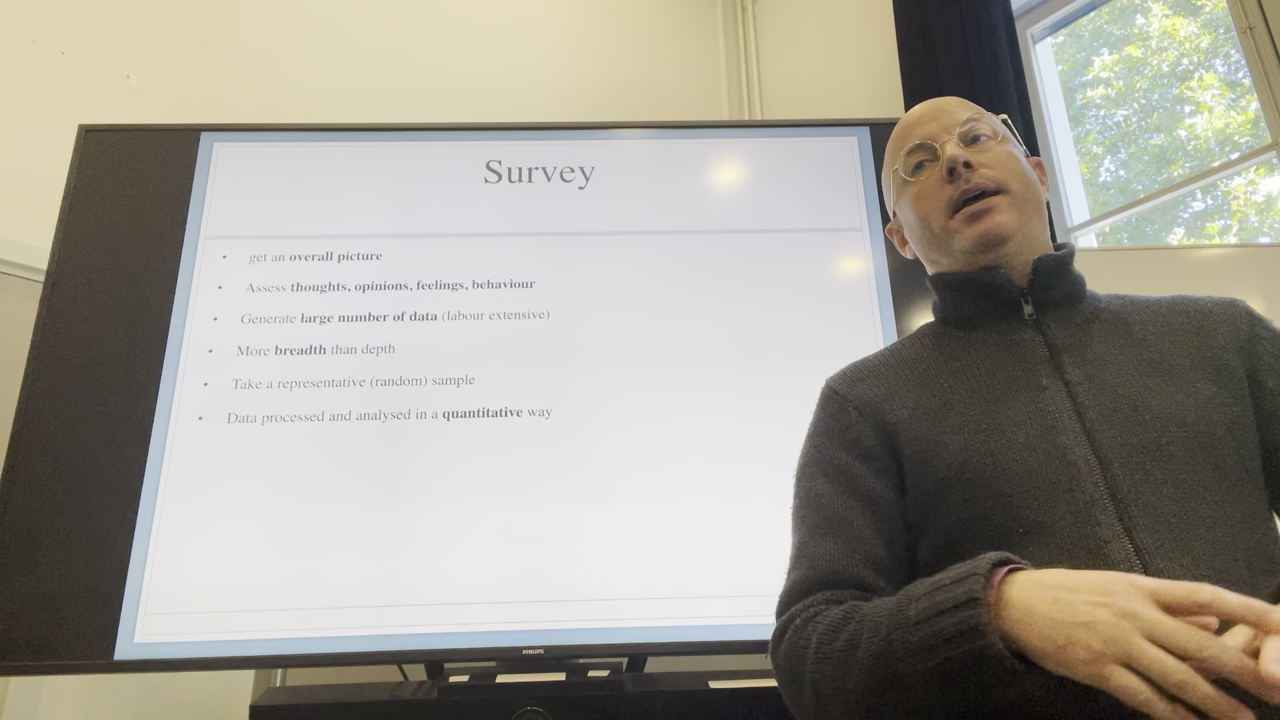 Survey
• get an overall picture
• Assess thoughts, opinions, feelings, behaviour
• Generate large number of data (labour extensive)
• More breadth than depth
• Take a representative (random) sample
• Data processed and analysed in a quantitative way
PHILIPS